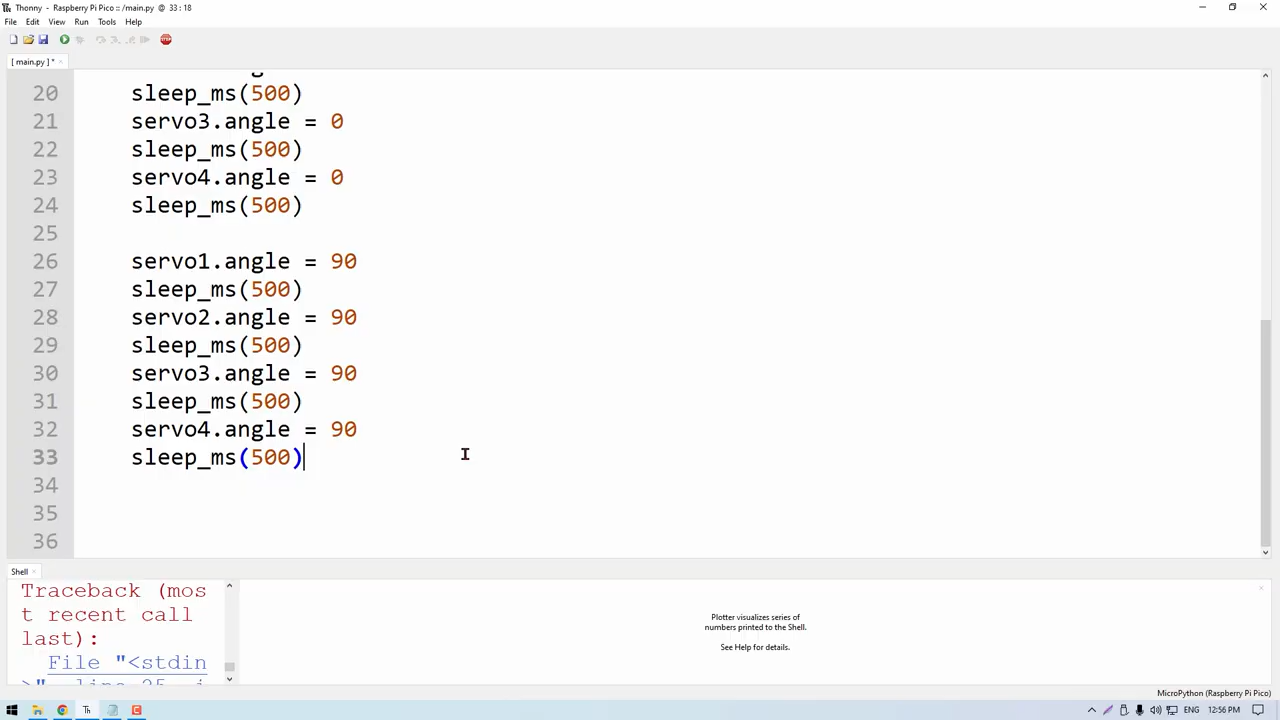 Thonny - Raspberry Pi Pico :: /main.py @ 33 : 18
File Edit View Run Tools Help
STOP
[ main.py ] *
20 sleep_ms(500)
21 servo3.angle = 0
22 sleep_ms(500)
23 servo4.angle = 0
24 sleep_ms(500)
25
26 servo1.angle = 90
27 sleep_ms(500)
28 servo2.angle = 90
29 sleep_ms(500)
30 servo3.angle = 90
31 sleep_ms(500)
32 servo4.angle = 90
33 sleep_ms(500)
34
35
36
Shell
Traceback (mos
t recent call
last):
File "<stdin
Plotter visualizes series of
numbers printed to the Shell.
See Help for details.
MicroPython (Raspberry Pi Pico)
ENG 12:56 PM